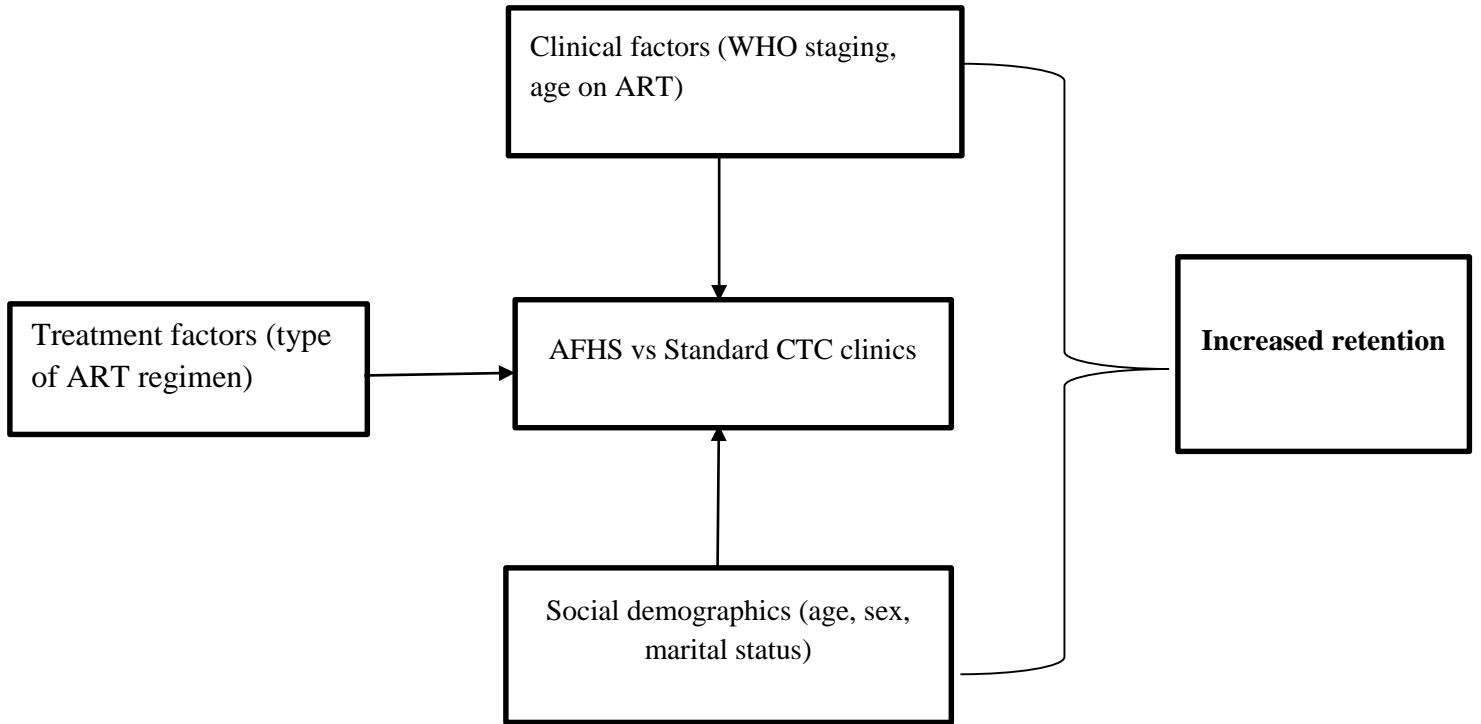 Clinical factors (WHO staging,
age on ART)
Treatment factors (type
of ART regimen)
AFHS vs Standard CTC clinics
Increased retention
Social demographics (age, sex,
marital status)